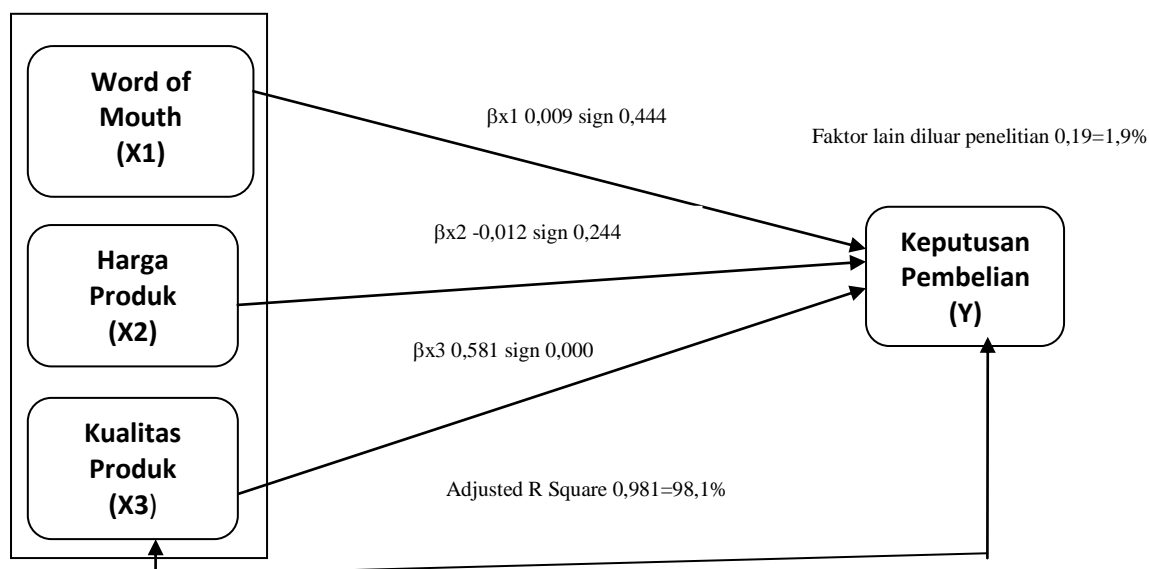 Word of
Mouth
(X1)
βx1 0,009 sign 0,444
Faktor lain diluar penelitian 0,19=1,9%
Harga
Produk
(X2)
βx2 -0,012 sign 0,244
Keputusan
Pembelian
(Y)
βx3 0,581 sign 0,000
Kualitas
Produk
(X3)
Adjusted R Square 0,981=98,1%